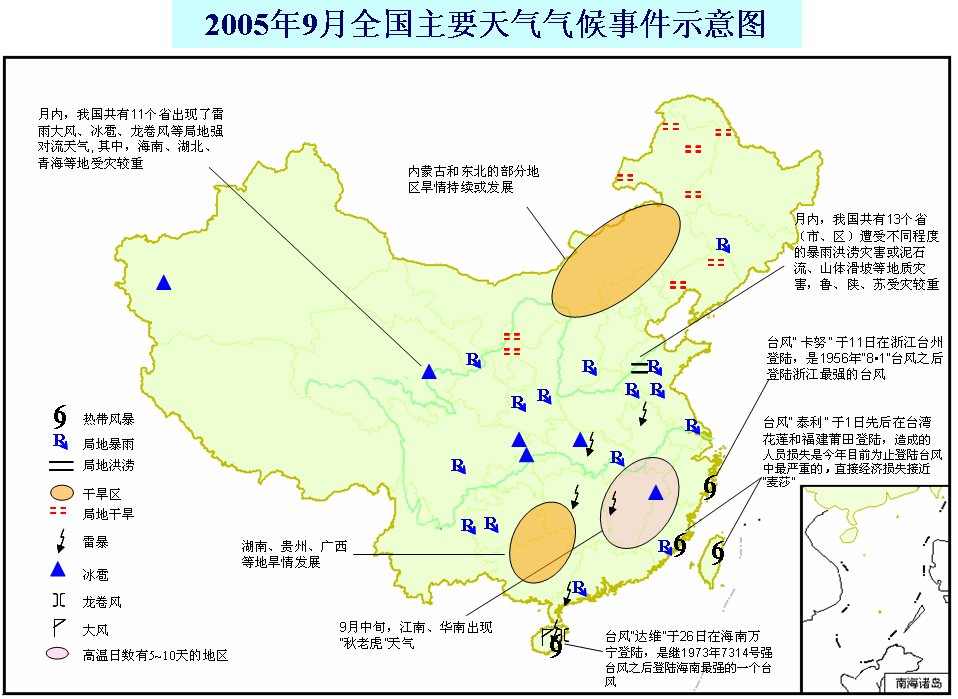 2005年9月全国主要天气气候事件示意图
月内，我国共有11个省出现了雷
雨大风、冰雹、龙卷风等局地强
对流天气,其中，海南、湖北、
青海等地受灾较重
内蒙古和东北的部分地
区旱情持续或发展
月内，我国共有13个省
（市、区）遭受不同程度
的暴雨洪涝灾害或泥石
流、山体滑坡等地质灾
害，鲁、陕、苏受灾较重
台风"卡努"于11日在浙江台州
登陆，是1956年"8•1"台风之后
登陆浙江最强的台风
台风"泰利"于1日先后在台湾
花莲和福建莆田登陆，造成的
人员损失是今年目前为止登陆台风
中最严重的，直接经济损失接近
"麦莎"
热带风暴
局地暴雨
局地洪涝
干旱区
局地干旱
雷暴
冰雹
龙卷风
大风
高温日数有5~10天的地区
湖南、贵州、广西
等地旱情发展
9月中旬，江南、华南出现
"秋老虎"天气
台风"达维"于26日在海南万
宁登陆，是继1973年7314号强
台风之后登陆海南最强的一个台
风
南海诸岛